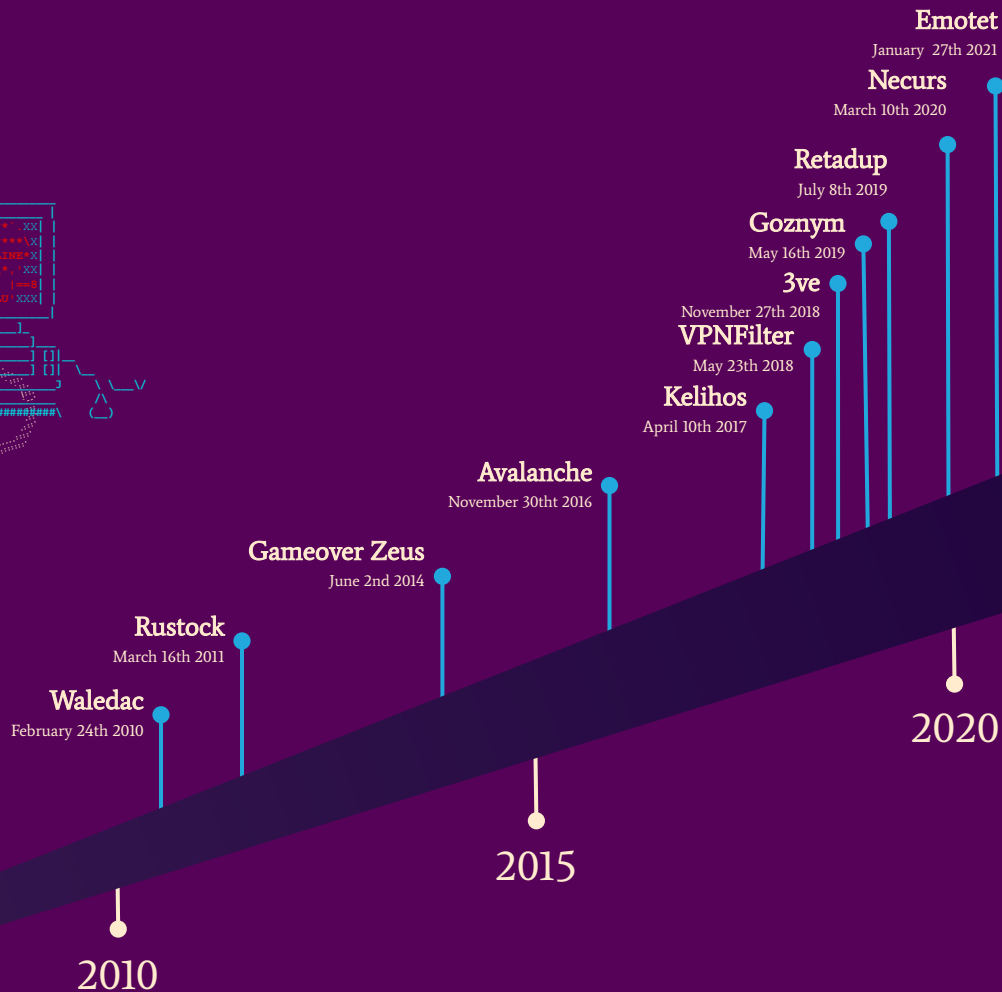 Emotet
January 27th 2021
Necurs
March 10th 2020
Retadup
July 8th 2019
Goznym
May 16th 2019
3ve
November 27th 2018
VPNFilter
May 23th 2018
Kelihos
April 10th 2017
Avalanche
November 30tht 2016
Gameover Zeus
June 2nd 2014
Rustock
March 16th 2011
Waledac
February 24th 2010
2020
2015
2010